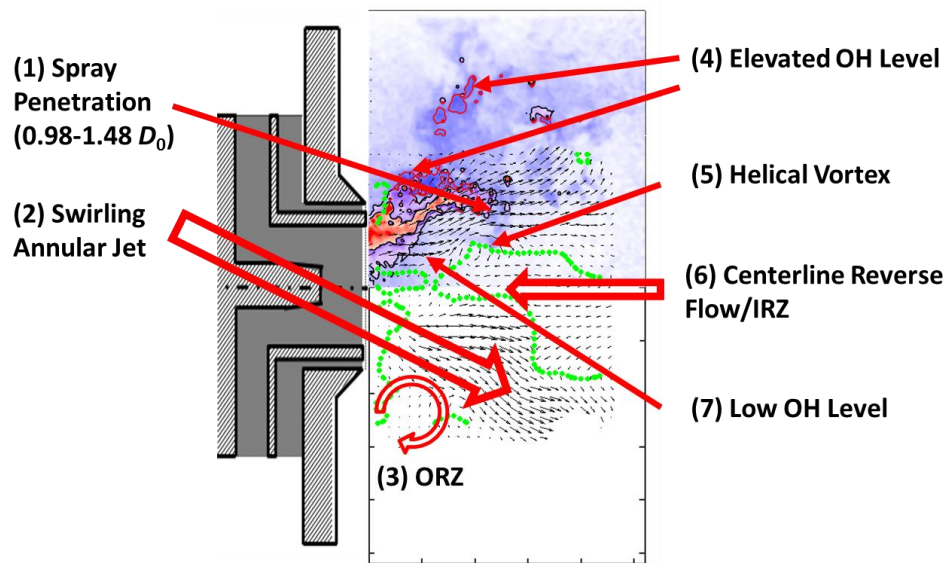 (1) Spray
Penetration
(0.98-1.48 D₀)
(2) Swirling
Annular Jet
(3) ORZ
(4) Elevated OH Level
(5) Helical Vortex
(6) Centerline Reverse
Flow/IRZ
(7) Low OH Level